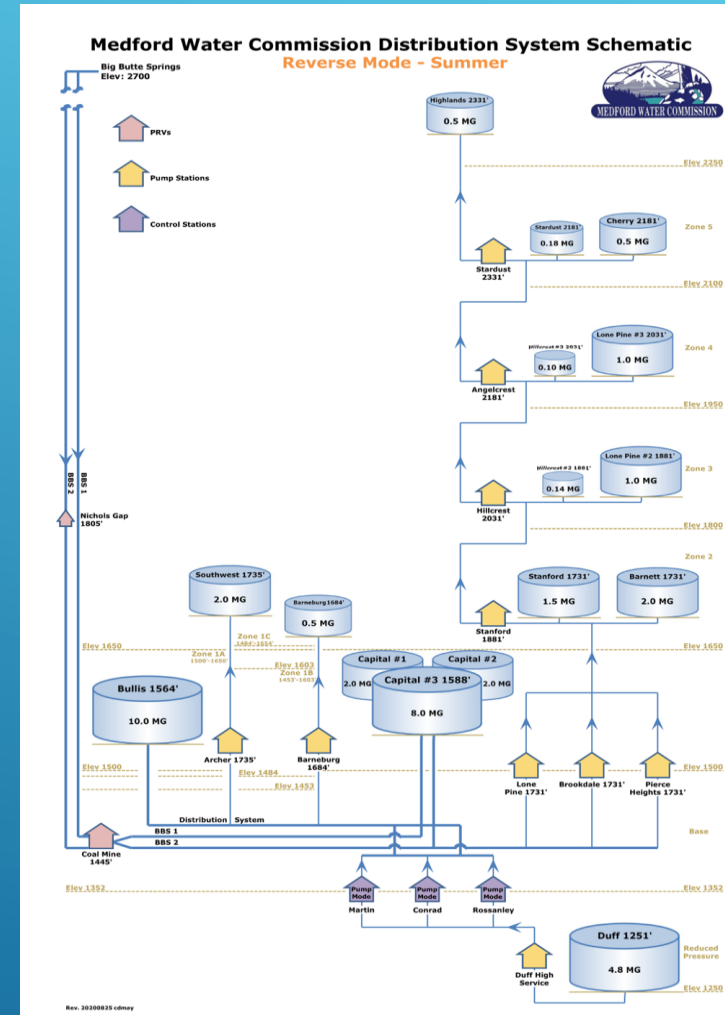 Medford Water Commission Distribution System Schematic
Reverse Mode - Summer
Big Butte Springs
Elev: 2700
MEDFORD WATER COMMISSION
PRVs
Pump Stations
Control Stations
Highlands 2331'
0.5 MG
Elev 2250
Stardust 2181'
0.18 MG
Cherry 2181'
0.5 MG
Zone 5
Stardust
2331'
Elev 2100
Hillcrest #3 2031'
0.10 MG
Lone Pine #3 2031'
1.0 MG
Zone 4
Angelcrest
2181'
Elev 1950
Hillcrest #2 1881'
0.14 MG
Lone Pine #2 1881'
1.0 MG
Zone 3
Hillcrest
2031'
Elev 1800
BBS 2
BBS 1
Nichols Gap
1805'
Zone 2
Southwest 1735'
2.0 MG
Barneburg 1684'
0.5 MG
Stanford 1731'
1.5 MG
Barnett 1731'
2.0 MG
Stanford
1881'
Elev 1650
Zone 1C
1484'-1654'
Zone 1A
1500'-1650'
Elev 1603
Zone 1B
1453'-1603'
Elev 1650
Capital #1
2.0 MG
Capital #2
2.0 MG
Capital #3 1588'
8.0 MG
Bullis 1564'
10.0 MG
Archer 1735'
Barneburg
1684'
Elev 1500
Elev 1484
Elev 1453
Lone
Pine 1731'
Brookdale 1731'
Pierce
Heights 1731'
Elev 1500
Distribution System
BBS 1
BBS 2
Base
Coal Mine
1445'
Elev 1352
Pump
Mode
Martin
Pump
Mode
Conrad
Pump
Mode
Rossanley
Elev 1352
Duff High
Service
Duff 1251'
4.8 MG
Reduced
Pressure
Elev 1250
Rev. 20200825 cdmay